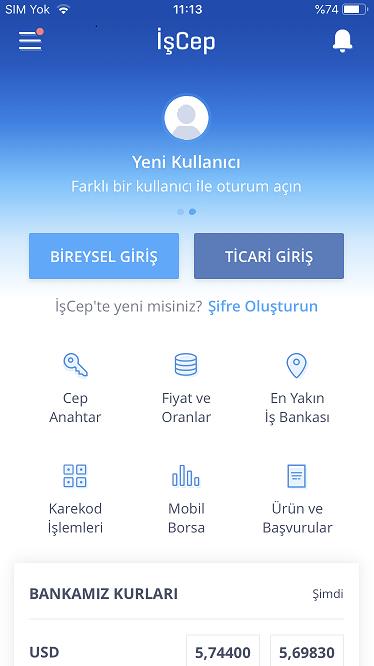 SIM Yok 11:13 %74
İşCep
Yeni Kullanıcı
Farklı bir kullanıcı ile oturum açın
BİREYSEL GİRİŞ TİCARİ GİRİŞ
İşCep'te yeni misiniz? Şifre Oluşturun
Cep Anahtar
Fiyat ve Oranlar
En Yakın İş Bankası
Karekod İşlemleri
Mobil Borsa
Ürün ve Başvurular
BANKAMIZ KURLARI Şimdi
USD 5,74400 5,69830